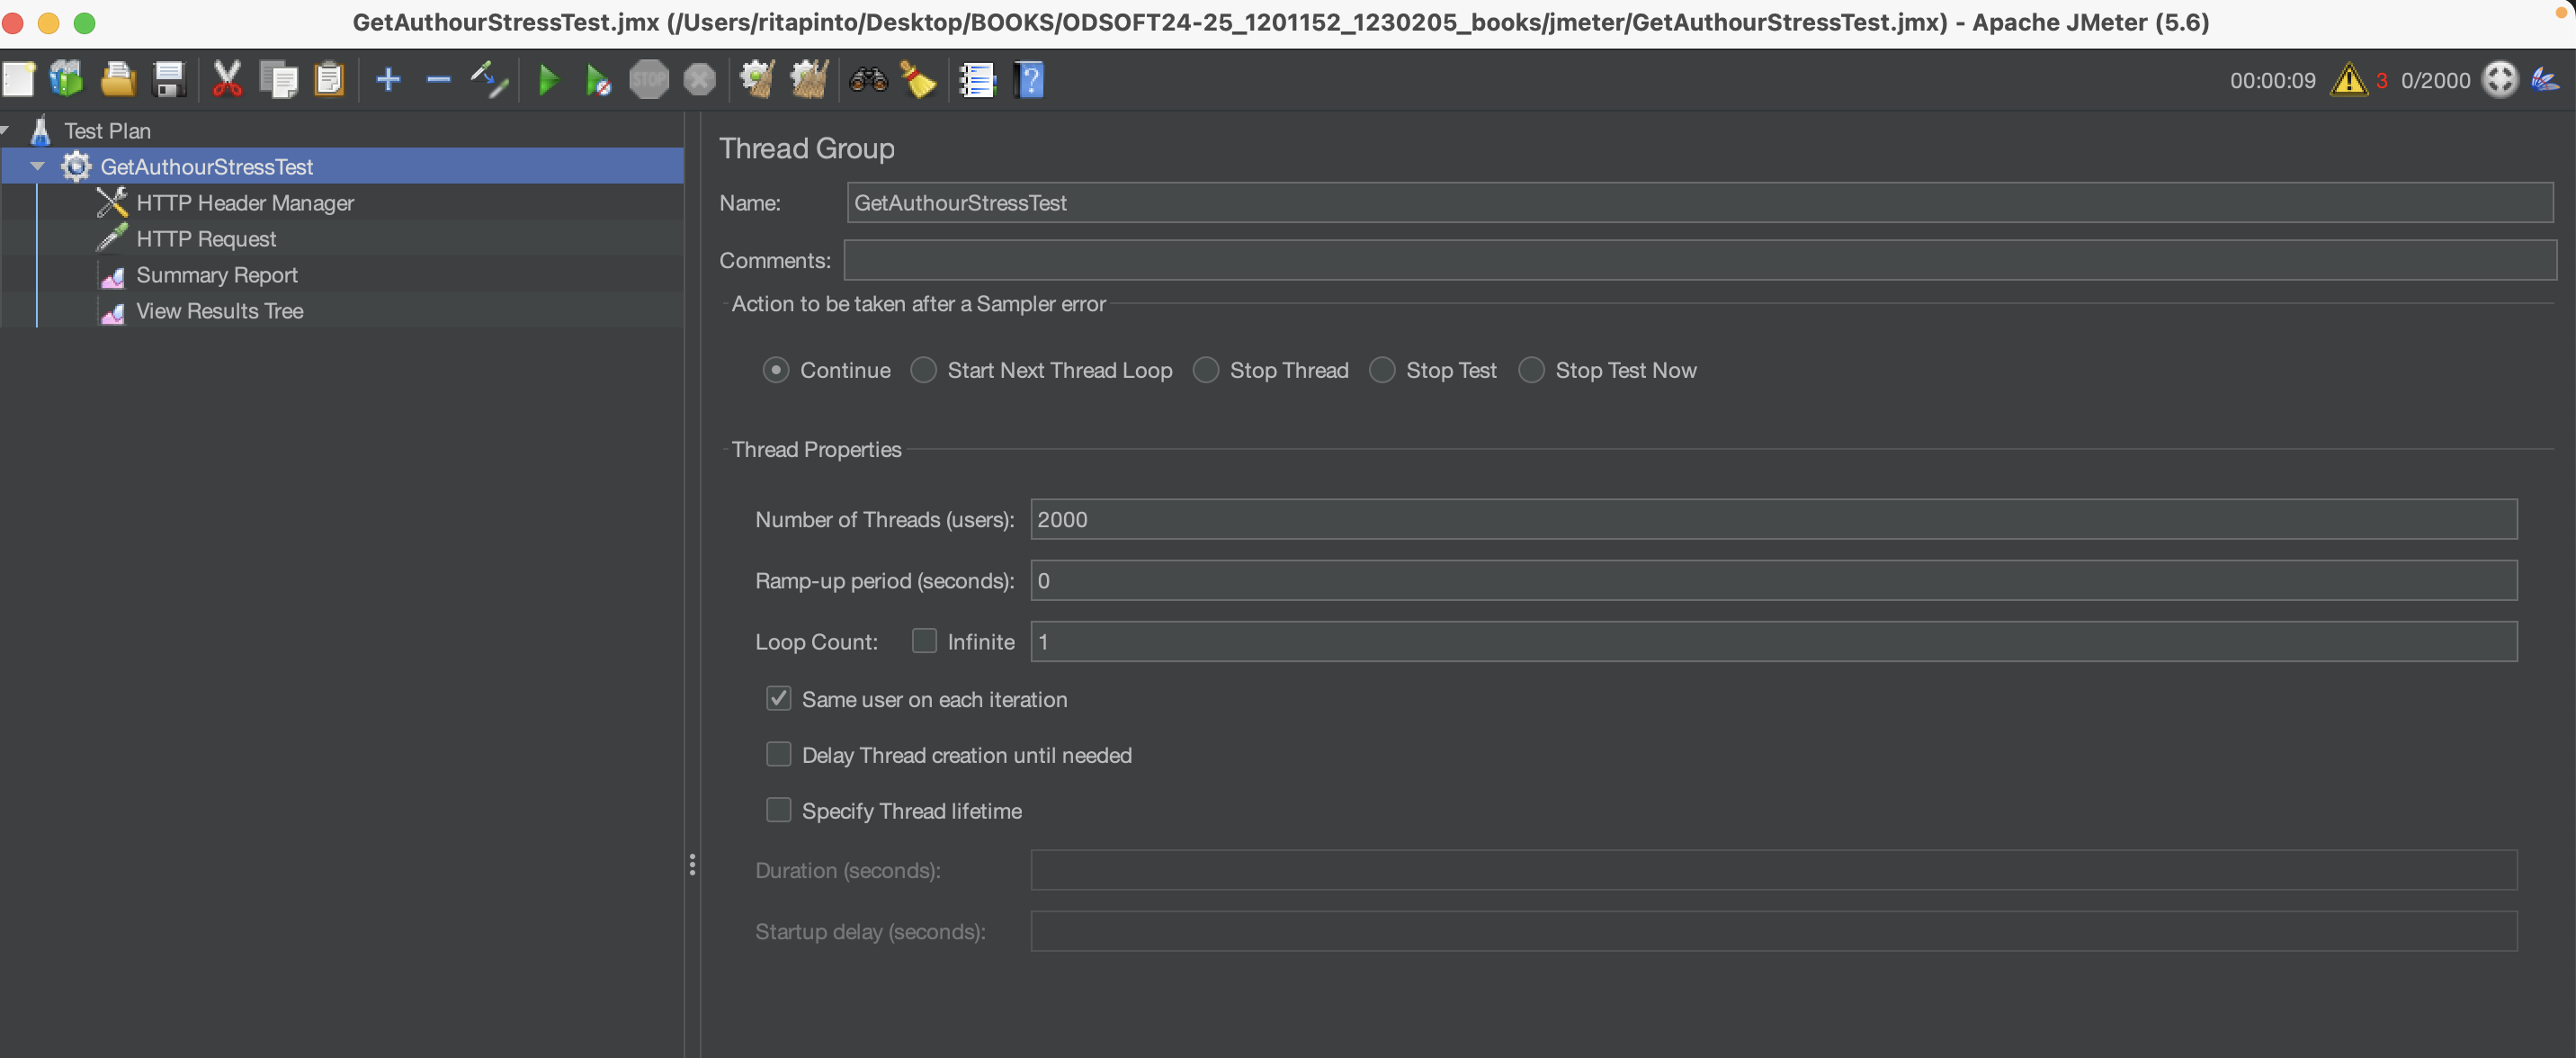 GetAuthourStressTest.jmx (/Users/ritapinto/Desktop/BOOKS/ODSOFT24-25_1201152_1230205_books/jmeter/GetAuthourStressTest.jmx) - Apache JMeter (5.6)
STOP
00:00:09 3 0/2000
Test Plan
GetAuthourStressTest
HTTP Header Manager
HTTP Request
Summary Report
View Results Tree
Thread Group
Name: GetAuthourStressTest
Comments:
Action to be taken after a Sampler error
Continue Start Next Thread Loop Stop Thread Stop Test Stop Test Now
Thread Properties
Number of Threads (users): 2000
Ramp-up period (seconds): 0
Loop Count: Infinite 1
Same user on each iteration
Delay Thread creation until needed
Specify Thread lifetime
Duration (seconds):
Startup delay (seconds):